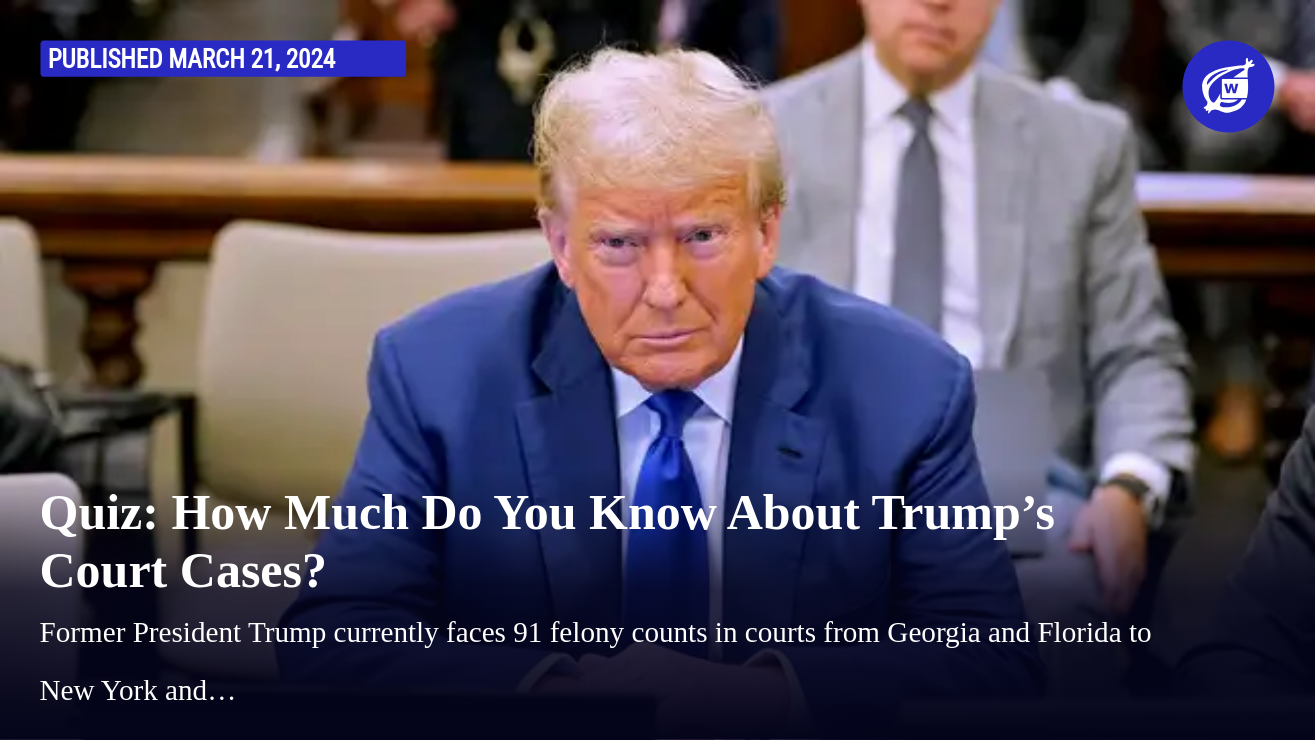 PUBLISHED MARCH 21, 2024
W
Quiz: How Much Do You Know About Trump’s
Court Cases?
Former President Trump currently faces 91 felony counts in courts from Georgia and Florida to
New York and…